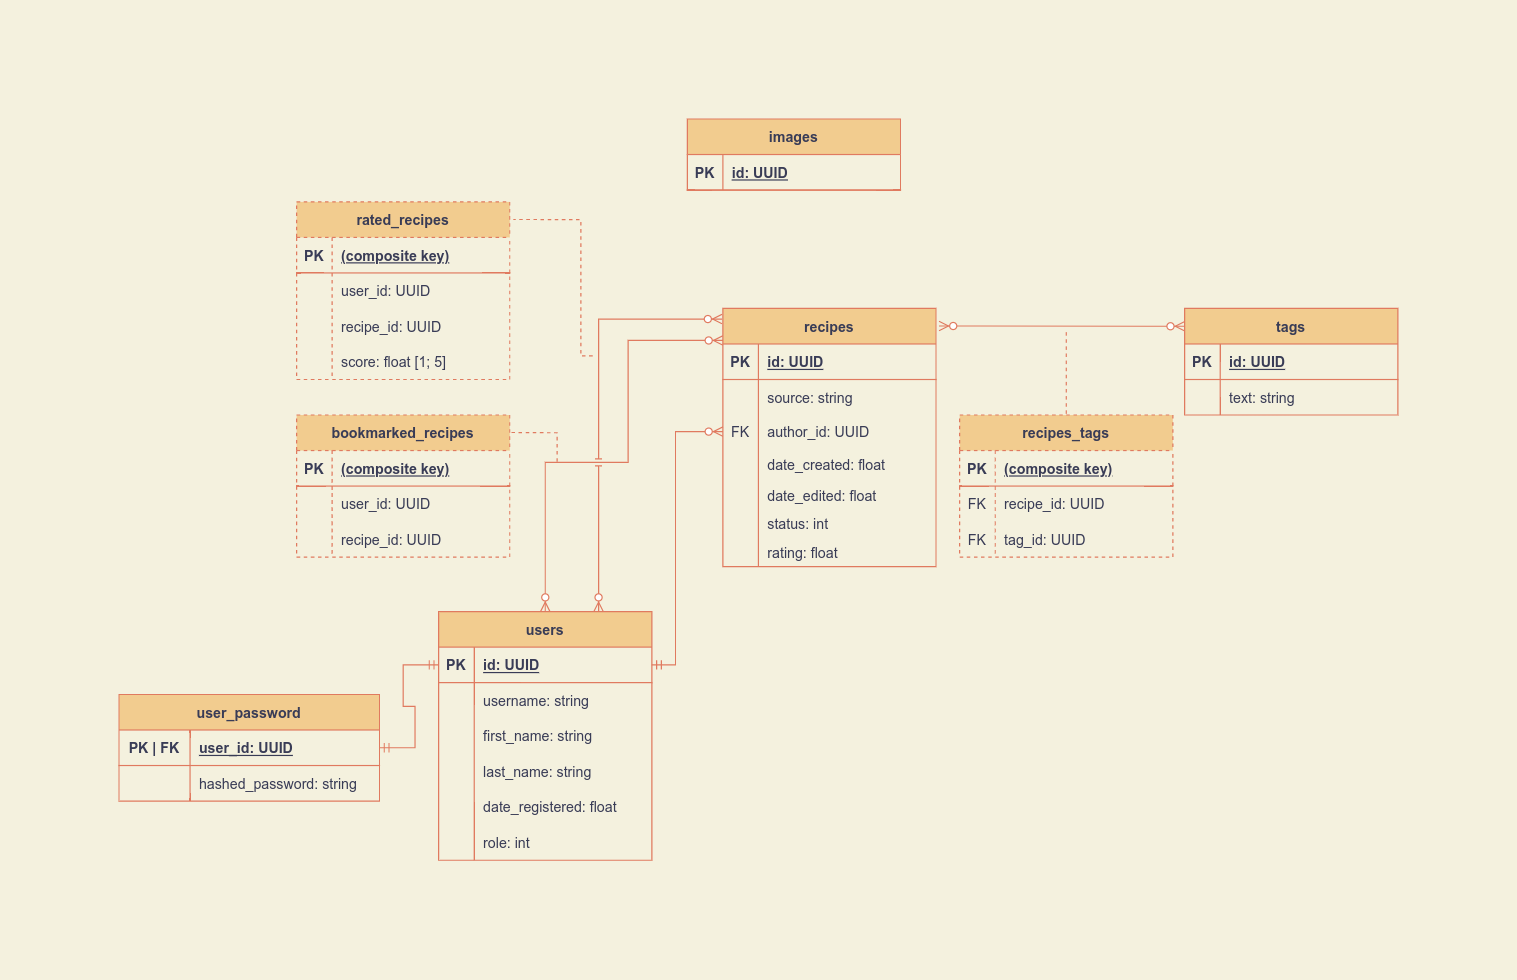 images
PK id: UUID
rated_recipes
PK (composite key)
user_id: UUID
recipe_id: UUID
score: float [1; 5]
bookmarked_recipes
PK (composite key)
user_id: UUID
recipe_id: UUID
recipes
PK id: UUID
source: string
FK author_id: UUID
date_created: float
date_edited: float
status: int
rating: float
tags
PK id: UUID
text: string
recipes_tags
PK (composite key)
FK recipe_id: UUID
FK tag_id: UUID
users
PK id: UUID
username: string
first_name: string
last_name: string
date_registered: float
role: int
user_password
PK | FK user_id: UUID
hashed_password: string